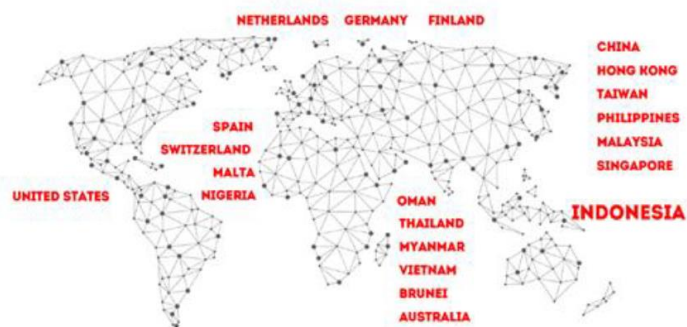 NETHERLANDS GERMANY FINLAND
CHINA
HONG KONG
TAIWAN
PHILIPPINES
MALAYSIA
SINGAPORE
SPAIN
SWITZERLAND
MALTA
NIGERIA
UNITED STATES
OMAN
THAILAND
MYANMAR
VIETNAM
BRUNEI
AUSTRALIA
INDONESIA